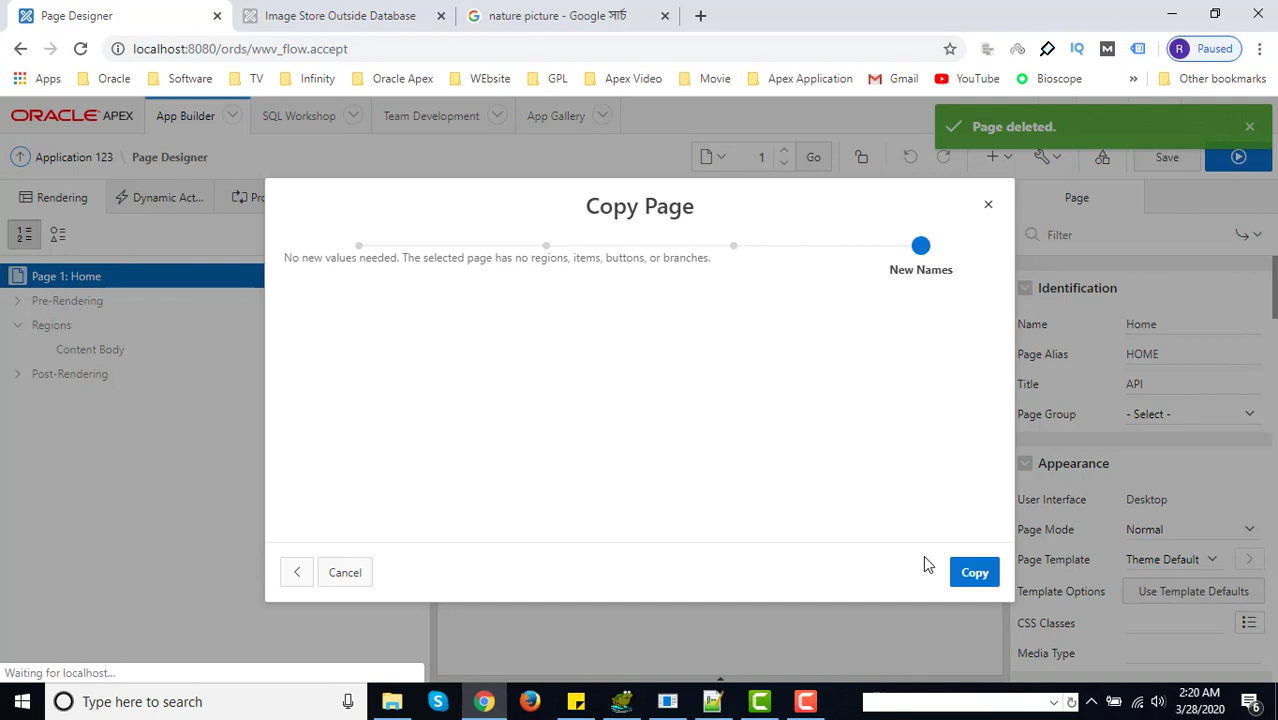 Page Designer
Image Store Outside Database
nature picture - Google সার্চ
localhost:8080/ords/wwv_flow.accept
R Paused
Apps Oracle Software TV Infinity Oracle Apex WEbsite GPL Apex Video Movie Apex Application Gmail YouTube Bioscope » Other bookmarks
ORACLE APEX App Builder SQL Workshop Team Development App Gallery
Page deleted.
Application 123 Page Designer 1 Go Save
Rendering Dynamic Act... Pro
Page
Filter
Copy Page
New Names
No new values needed. The selected page has no regions, items, buttons, or branches.
Cancel
Copy
Page 1: Home
Pre-Rendering
Regions
Content Body
Post-Rendering
Identification
Name Home
Page Alias HOME
Title API
Page Group - Select -
Appearance
User Interface Desktop
Page Mode Normal
Page Template Theme Default
Template Options Use Template Defaults
CSS Classes
Media Type
Waiting for localhost...
Type here to search
2:20 AM
3/28/2020
6